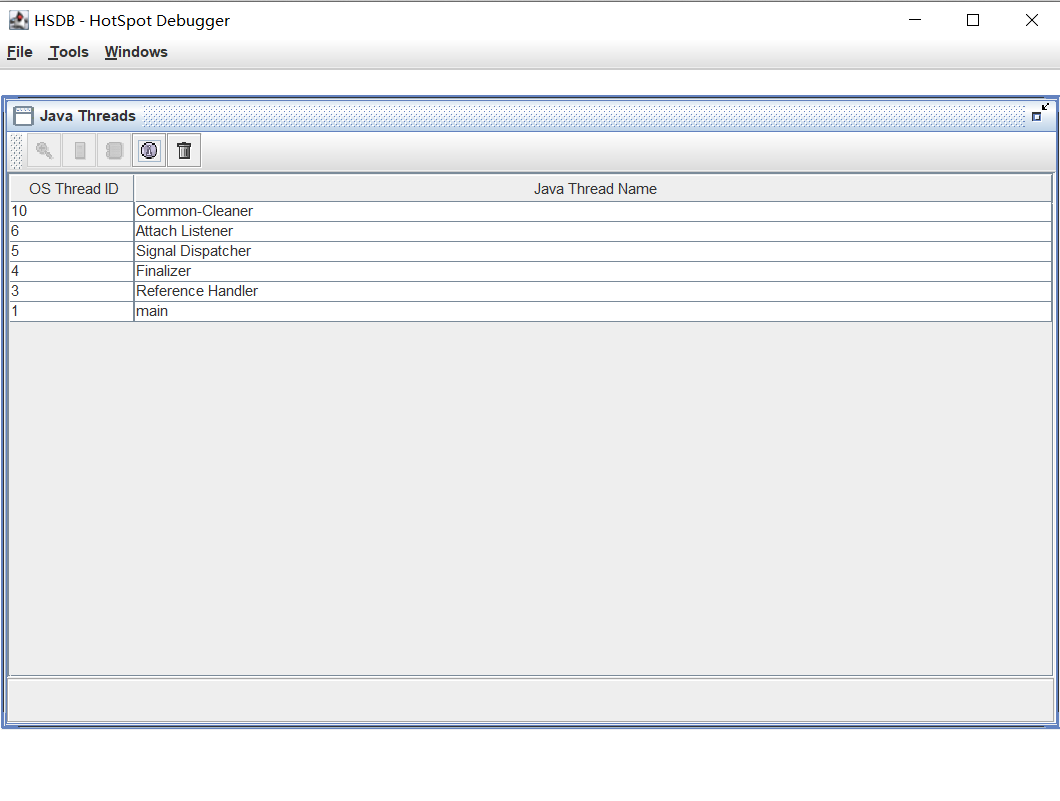 HSDB - HotSpot Debugger
File Tools Windows
Java Threads
OS Thread ID Java Thread Name
10 Common-Cleaner
6 Attach Listener
5 Signal Dispatcher
4 Finalizer
3 Reference Handler
1 main